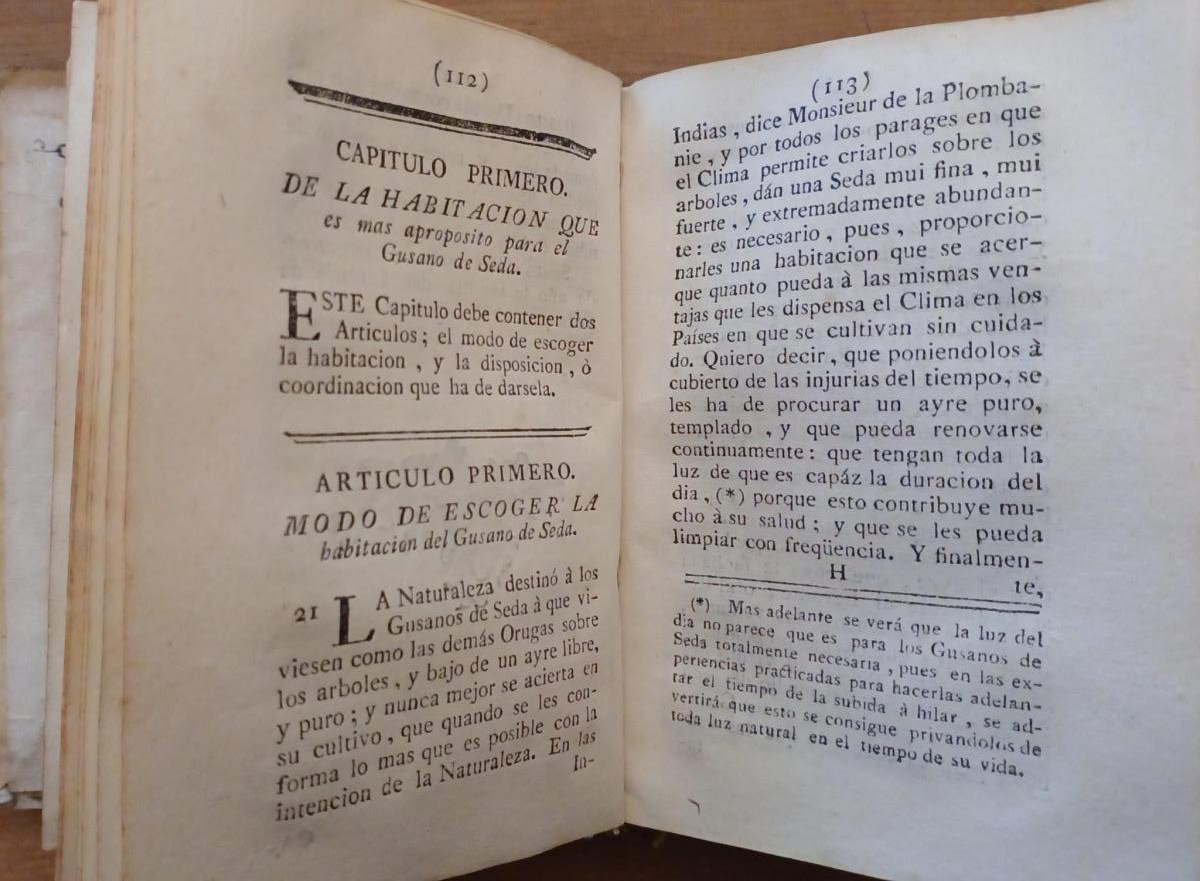 (112)
CAPITULO PRIMERO.
DE LA HABITACION QUE
es mas aproposito para el
Gusano de Seda.
ESTE Capitulo debe contener dos
Articulos; el modo de escoger
la habitacion, y la disposicion, ò
coordinacion que ha de darsela.
ARTICULO PRIMERO.
MODO DE ESCOGER LA
habitacion del Gusano de Seda.
21 LA Naturaleza destinó à los
Gusanos de Seda à que vi-
viesen como las demás Orugas sobre
los arboles, y bajo de un ayre libre,
y puro; y nunca mejor se acierta en
su cultivo, que quando se les con-
forma lo mas que es posible con la
intencion de la Naturaleza. En las
In-
(113)
Indias, dice Monsieur de la Plomba-
nie, y por todos los parages en que
el Clima permite criarlos sobre los
arboles, dán una Seda mui fina, mui
fuerte, y extremadamente abundan-
te: es necesario, pues, proporcio-
narles una habitacion que se acer-
que quanto pueda à las mismas ven-
tajas que les dispensa el Clima en los
Países en que se cultivan sin cuida-
do. Quiero decir, que poniendolos à
cubierto de las injurias del tiempo, se
les ha de procurar un ayre puro,
templado, y que pueda renovarse
continuamente: que tengan toda la
luz de que es capáz la duracion del
dia, (*) porque esto contribuye mu-
cho à su salud; y que se les pueda
limpiar con freqüencia. Y finalmen-
H te,
(*) Mas adelante se verá que la luz del
dia no parece que es para los Gusanos de
Seda totalmente necesaria, pues en las ex-
periencias practicadas para hacerlas adelan-
tar el tiempo de la subida à hilar, se ad-
vertirá que esto se consigue privandolos de
toda luz natural en el tiempo de su vida.